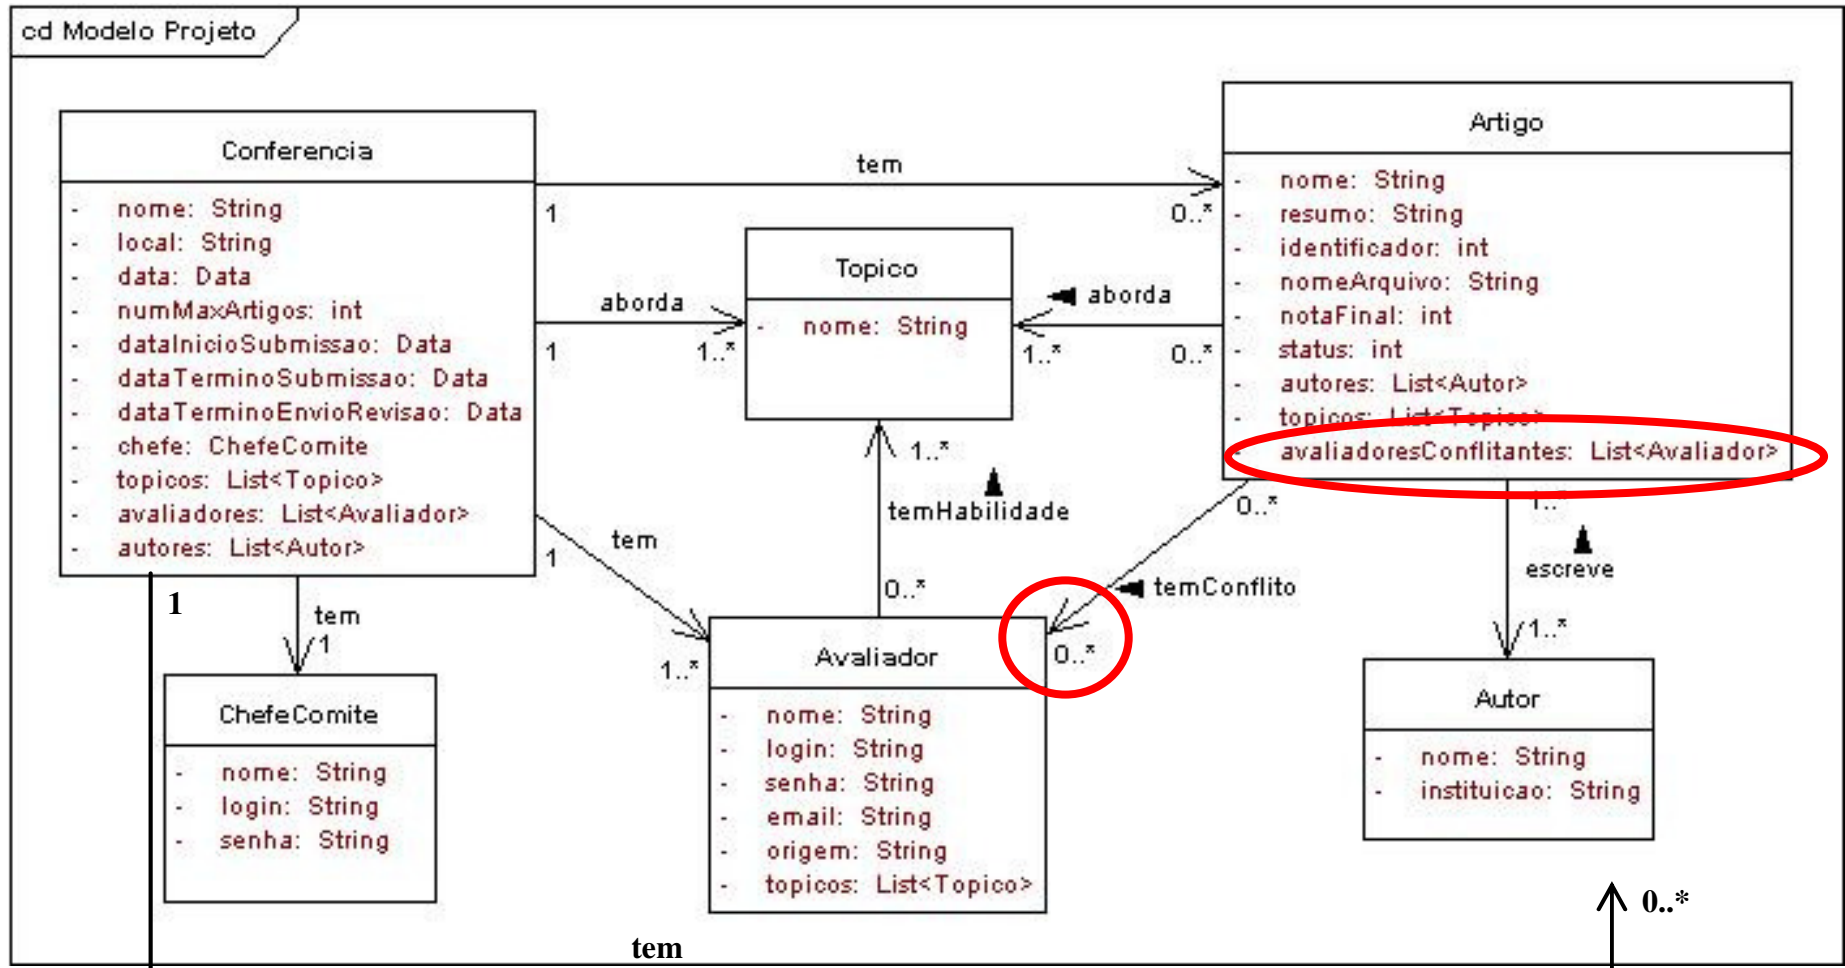 cd Modelo Projeto
Conferencia
- nome: String
- local: String
- data: Data
- numMaxArtigos: int
- dataInicioSubmissao: Data
- dataTerminoSubmissao: Data
- dataTerminoEnvioRevisao: Data
- chefe: ChefeComite
- topicos: List<Topico>
- avaliadores: List<Avaliador>
- autores: List<Autor>
tem
1
0..*
Artigo
- nome: String
- resumo: String
- identificador: int
- nomeArquivo: String
- notaFinal: int
- status: int
- autores: List<Autor>
- topicos: List<Topico>
- avaliadoresConflitantes: List<Avaliador>
Topico
- nome: String
aborda
1
1..*
aborda
1..*
0..*
1..*
temHabilidade
0..*
tem
1
1..*
0..*
temConflito
0..*
1..*
escreve
1..*
1
tem
1
ChefeComite
- nome: String
- login: String
- senha: String
Avaliador
- nome: String
- login: String
- senha: String
- email: String
- origem: String
- topicos: List<Topico>
Autor
- nome: String
- instituicao: String
0..*
tem